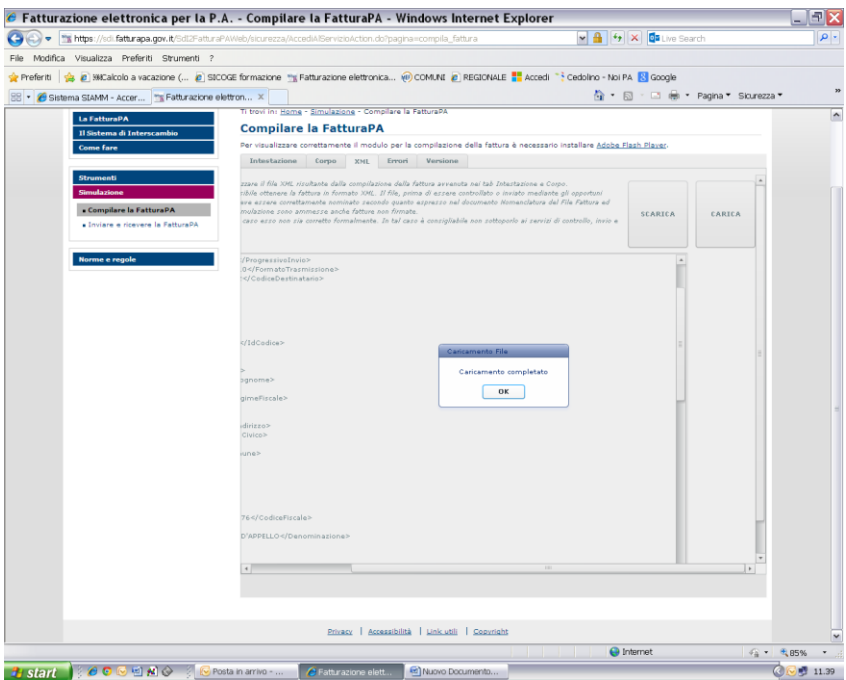 Fatturazione elettronica per la P.A. - Compilare la FatturaPA - Windows Internet Explorer
https://sdi.fatturapa.gov.it/SdI2FatturaPAWeb/sicurezza/AccediAlServizioAction.do?pagina=compila_fattura
Live Search
File Modifica Visualizza Preferiti Strumenti ?
Preferiti Calcolo a vacazione (... SICOGE formazione Fatturazione elettronica... COMUNI REGIONALE Accedi Cedolino - Noi PA Google
Sistema SIAMM - Accer... Fatturazione elettron... X Pagina Sicurezza »
La FatturaPA
Il Sistema di Interscambio
Come fare
Strumenti
Simulazione
Compilare la FatturaPA
Inviare e ricevere la FatturaPA
Norme e regole
Ti trovi in: Home - Simulazione - Compilare la FatturaPA
Compilare la FatturaPA
Per visualizzare correttamente il modulo per la compilazione della fattura è necessario installare Adobe Flash Player.
Intestazione Corpo XML Errori Versione
zzare il file XML risultante dalla compilazione della fattura avvenuta nei tab Intestazione e Corpo.
ibile ottenere la fattura in formato XML. Il file, prima di essere controllato o inviato mediante gli opportuni
ere essere correttamente nominato secondo quanto espresso nel documento Nomenclatura del File Fattura ed
mulazione sono ammesse anche fatture non firmate.
caso esso non sia corretto formalmente. In tal caso è consigliabile non sottoporlo ai servizi di controllo, invio e
SCARICA CARICA
/ProgressivoInvio>
.0</FormatoTrasmissione>
</CodiceDestinatario>
</IdCodice>
Caricamento File
Caricamento completato
OK
>
ognome>
gimeFiscale>
dirizzo>
Civico>
une>
76</CodiceFiscale>
D'APPELLO</Denominazione>
Privacy | Accessibilità | Link utili | Copyright
Internet 85%
start Posta in arrivo - ... Fatturazione elett... Nuovo Documento... 11.39